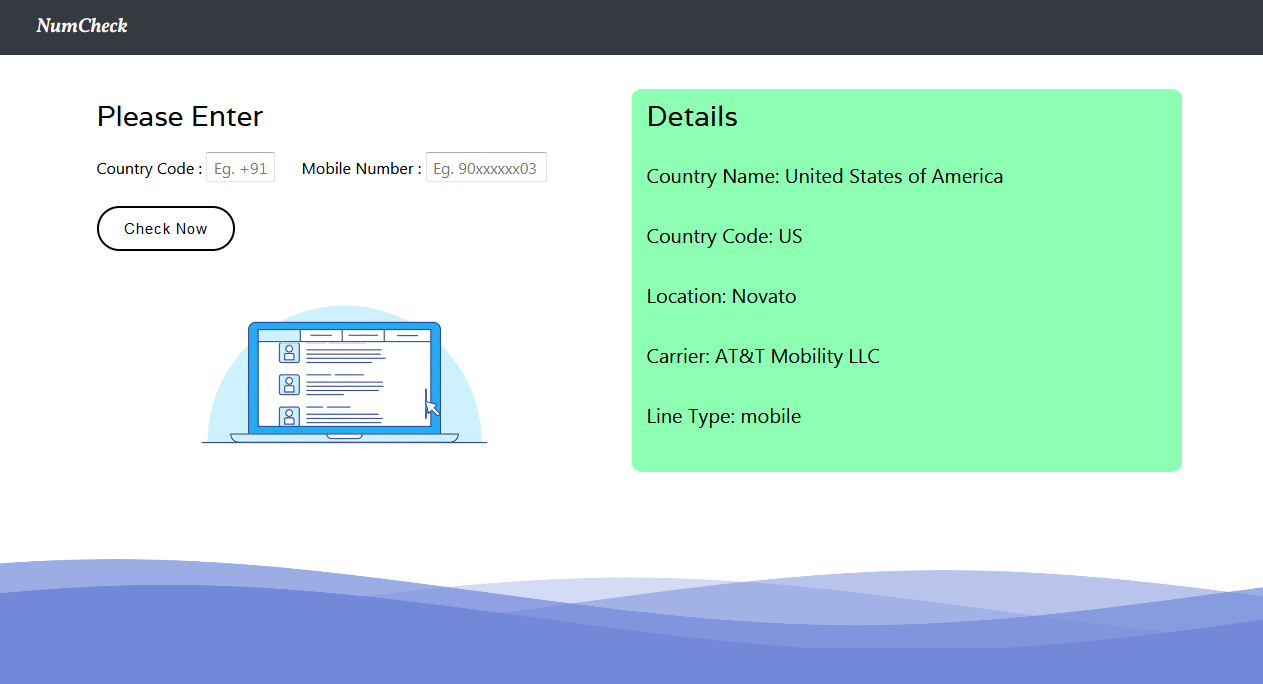 NumCheck
Please Enter
Country Code : Eg. +91 Mobile Number : Eg. 90xxxxxx03
Check Now
Details
Country Name: United States of America
Country Code: US
Location: Novato
Carrier: AT&T Mobility LLC
Line Type: mobile